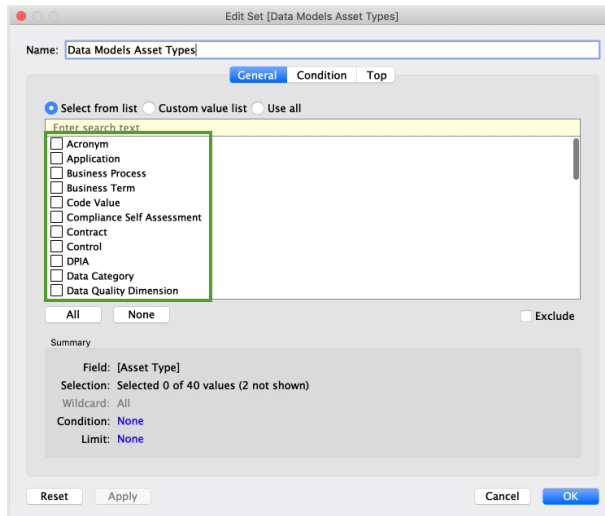 Edit Set [Data Models Asset Types]
Name: Data Models Asset Types
General Condition Top
Select from list Custom value list Use all
Enter search text
Acronym
Application
Business Process
Business Term
Code Value
Compliance Self Assessment
Contract
Control
DPIA
Data Category
Data Quality Dimension
All None Exclude
Summary
Field: [Asset Type]
Selection: Selected 0 of 40 values (2 not shown)
Wildcard: All
Condition: None
Limit: None
Reset Apply Cancel OK